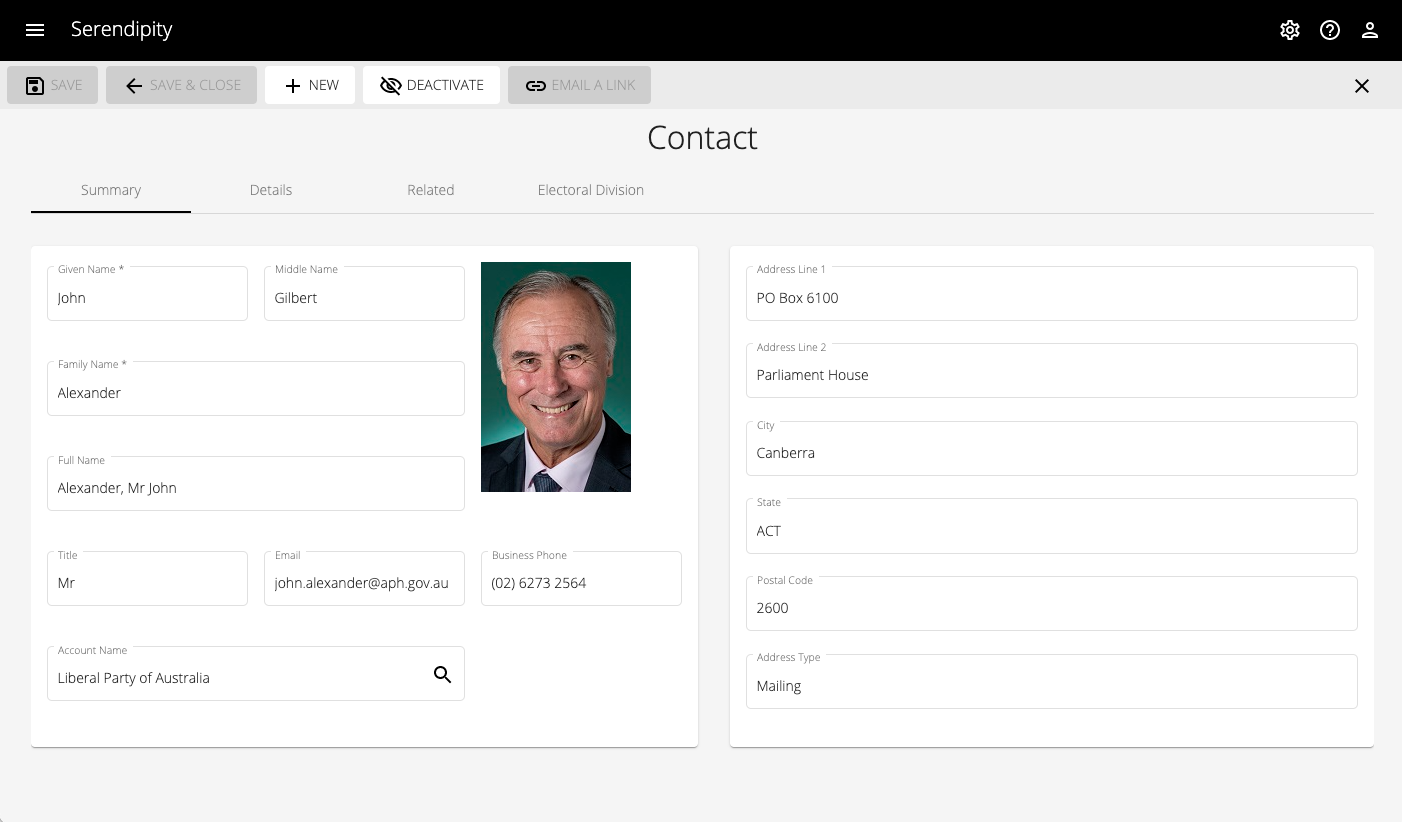 Serendipity
SAVE
SAVE & CLOSE
NEW
DEACTIVATE
EMAIL A LINK
Contact
Summary
Details
Related
Electoral Division
Given Name *
John
Middle Name
Gilbert
Family Name *
Alexander
Full Name
Alexander, Mr John
Title
Mr
Email
john.alexander@aph.gov.au
Business Phone
(02) 6273 2564
Account Name
Liberal Party of Australia
Address Line 1
PO Box 6100
Address Line 2
Parliament House
City
Canberra
State
ACT
Postal Code
2600
Address Type
Mailing